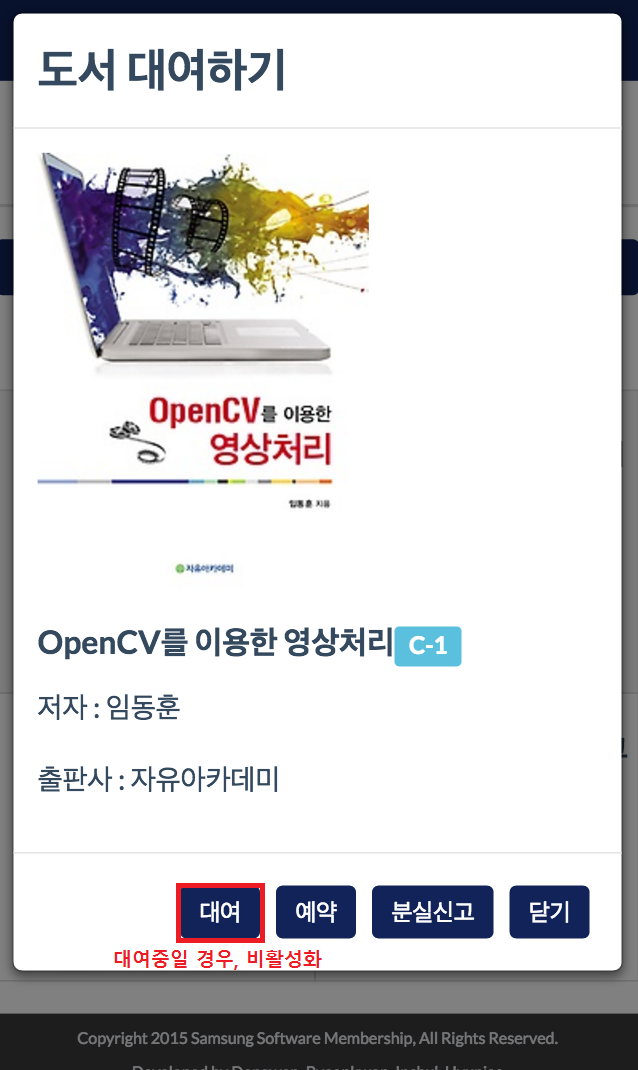 도서 대여하기
OpenCV를 이용한
영상처리
임동훈 지음
자유아카데미
OpenCV를 이용한 영상처리 C-1
저자 : 임동훈
출판사 : 자유아카데미
대여 예약 분실신고 닫기
대여중일 경우, 비활성화
Copyright 2015 Samsung Software Membership, All Rights Reserved.